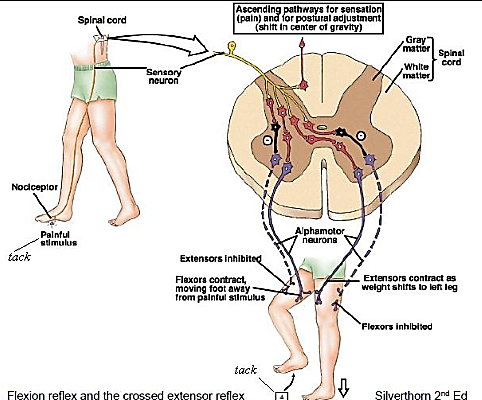 Ascending pathways for sensation
(pain) and for postural adjustment
(shift in center of gravity)
Spinal cord
Gray
matter
White
matter
Spinal
cord
Sensory
neuron
Nociceptor
Painful
stimulus
tack
Alphamotor
neurons
Extensors inhibited
Flexors contract,
moving foot away
from painful stimulus
Extensors contract as
weight shifts to left leg
Flexors inhibited
tack
Flexion reflex and the crossed extensor reflex
Silverthorn 2nd Ed